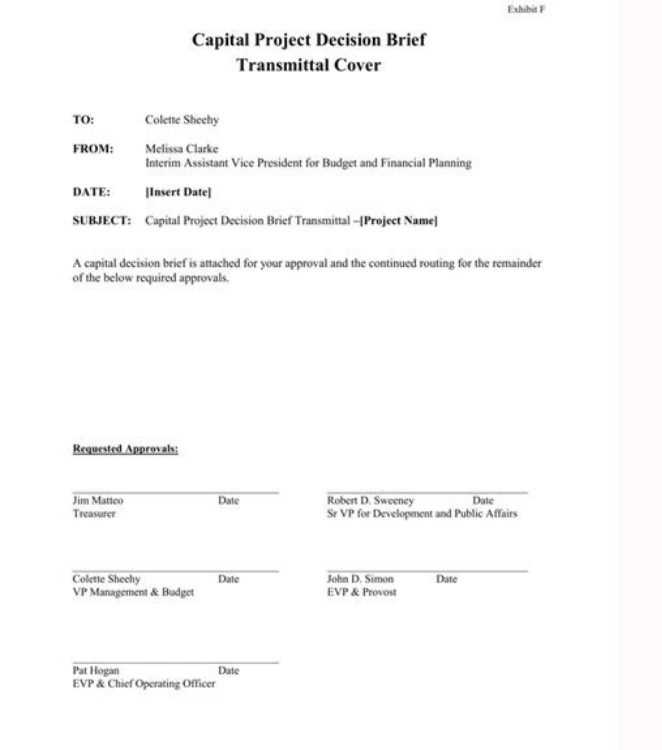 Exhibit F
Capital Project Decision Brief
Transmittal Cover
TO: Colette Sheehy
FROM: Melissa Clarke
Interim Assistant Vice President for Budget and Financial Planning
DATE: [Insert Date]
SUBJECT: Capital Project Decision Brief Transmittal –[Project Name]
A capital decision brief is attached for your approval and the continued routing for the remainder
of the below required approvals.
Requested Approvals:
Jim Matteo Date
Treasurer
Robert D. Sweeney Date
Sr VP for Development and Public Affairs
Colette Sheehy Date
VP Management & Budget
John D. Simon Date
EVP & Provost
Pat Hogan Date
EVP & Chief Operating Officer